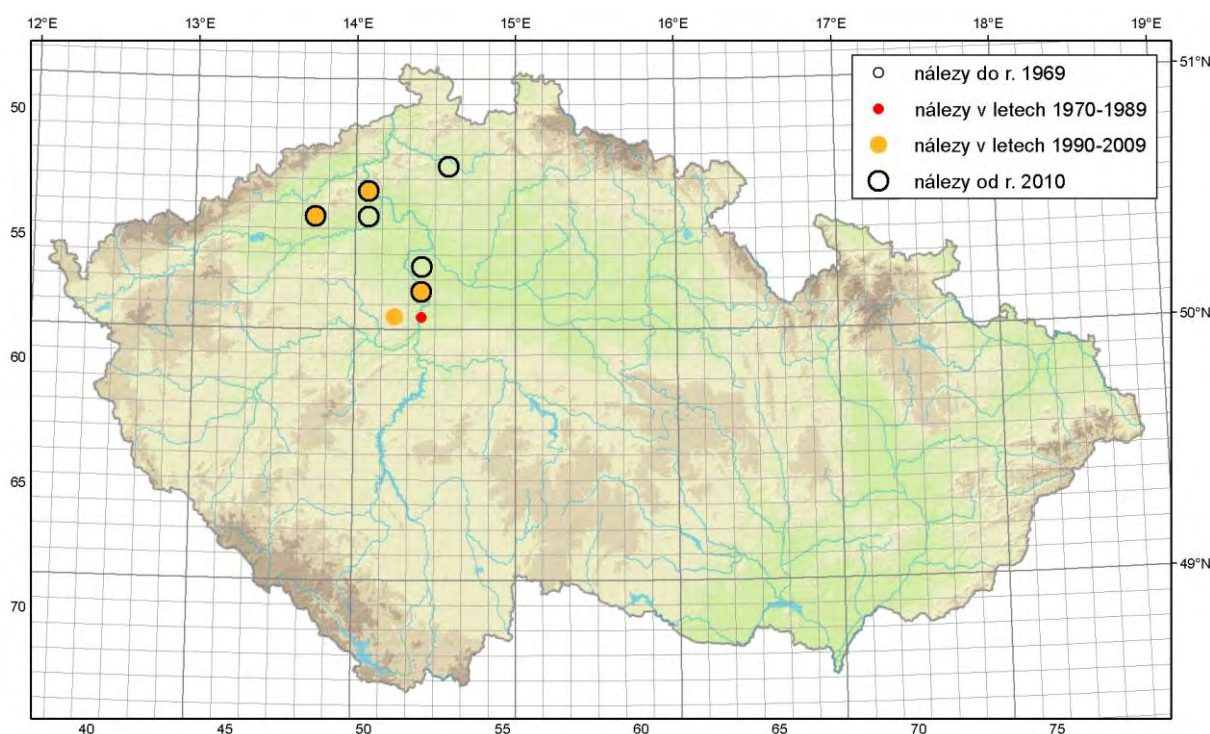 12°E 13°E 14°E 15°E 16°E 17°E 18°E 19°E
51°N
50
nálezy do r. 1969
nálezy v letech 1970-1989
nálezy v letech 1990-2009
nálezy od r. 2010
55
50°N
60
65
49°N
70
40 45 50 55 60 65 70 75